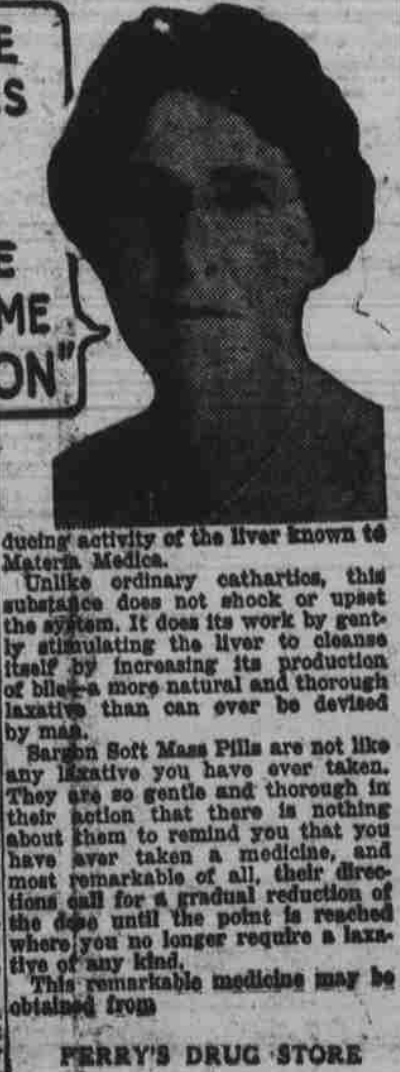 E
S
E
ME
ON"
ducing activity of the liver known to
Materia Medica.
Unlike ordinary cathartics, this
substance does not shock or upset
the system. It does its work by gent-
ly stimulating the liver to cleanse
itself by increasing its production
of bile—a more natural and thorough
laxative than can ever be devised
by man.
Sargon Soft Mass Pills are not like
any laxative you have ever taken.
They are so gentle and thorough in
their action that there is nothing
about them to remind you that you
have ever taken a medicine, and
most remarkable of all, their direc-
tions call for a gradual reduction of
the dose until the point is reached
where you no longer require a laxa-
tive of any kind.
This remarkable medicine may be
obtained from
PERRY'S DRUG STORE